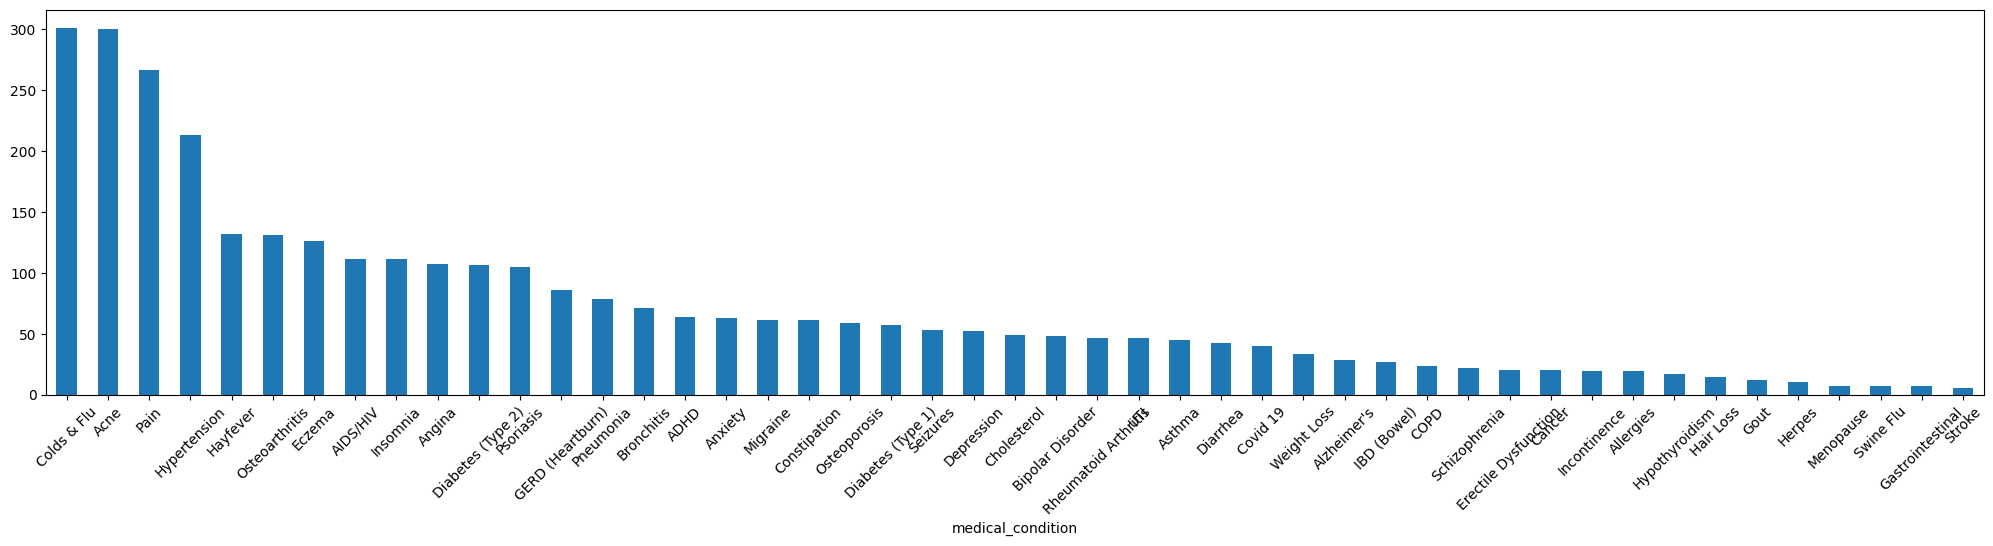 300
250
200
150
100
50
0
Colds & Flu
Acne
Pain
Hypertension
Hayfever
Osteoarthritis
Eczema
AIDS/HIV
Insomnia
Angina
Diabetes (Type 2)
Psoriasis
GERD (Heartburn)
Pneumonia
Bronchitis
ADHD
Anxiety
Migraine
Constipation
Osteoporosis
Diabetes (Type 1)
Seizures
Depression
Cholesterol
Bipolar Disorder
Rheumatoid Arthritis
UTI
Asthma
Diarrhea
Covid 19
Weight Loss
Alzheimer's
IBD (Bowel)
COPD
Schizophrenia
Erectile Dysfunction
Cancer
Incontinence
Allergies
Hypothyroidism
Hair Loss
Gout
Herpes
Menopause
Swine Flu
Gastrointestinal
Stroke
medical_condition